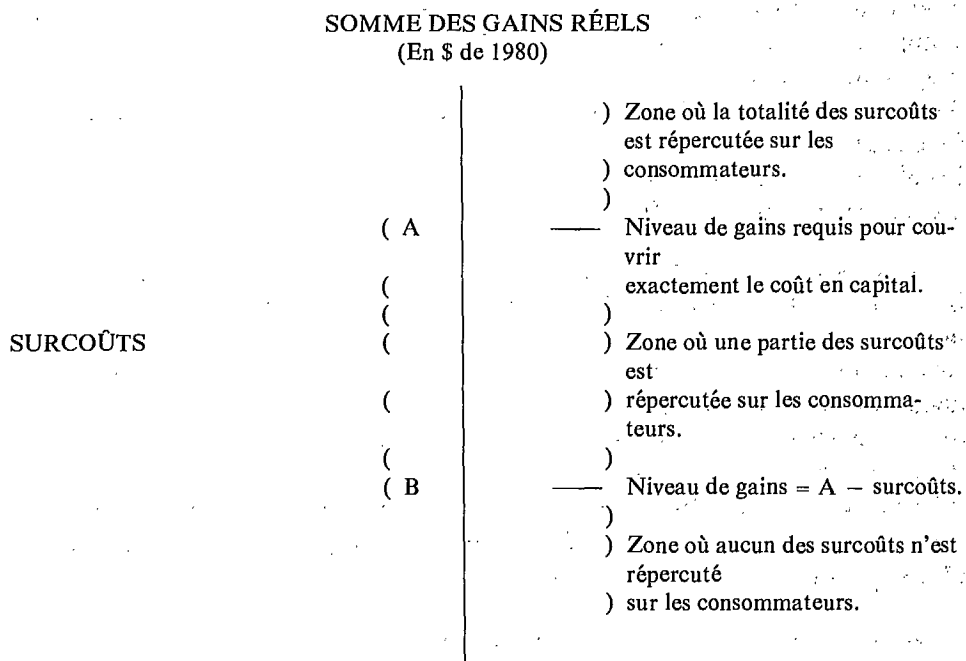 SOMME DES GAINS RÉELS
(En $ de 1980)
) Zone où la totalité des surcoûts
est répercutée sur les
) consommateurs.
)
( A — Niveau de gains requis pour cou-
vrir
( exactement le coût en capital.
( )
SURCOÛTS ( ) Zone où une partie des surcoûts
est
( ) répercutée sur les consomma-
teurs.
( )
( B — Niveau de gains = A – surcoûts.
)
) Zone où aucun des surcoûts n'est
répercuté
) sur les consommateurs.